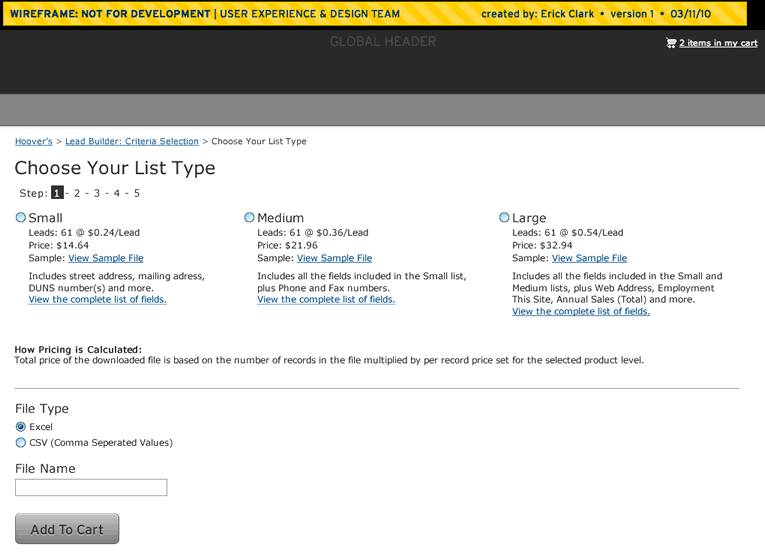 WIREFRAME: NOT FOR DEVELOPMENT | USER EXPERIENCE & DESIGN TEAM created by: Erick Clark • version 1 • 03/11/10
GLOBAL HEADER
2 items in my cart
Hoover's > Lead Builder: Criteria Selection > Choose Your List Type
Choose Your List Type
Step: 1 - 2 - 3 - 4 - 5
Small
Leads: 61 @ $0.24/Lead
Price: $14.64
Sample: View Sample File
Includes street address, mailing adress,
DUNS number(s) and more.
View the complete list of fields.
Medium
Leads: 61 @ $0.36/Lead
Price: $21.96
Sample: View Sample File
Includes all the fields included in the Small list,
plus Phone and Fax numbers.
View the complete list of fields.
Large
Leads: 61 @ $0.54/Lead
Price: $32.94
Sample: View Sample File
Includes all the fields included in the Small and
Medium lists, plus Web Address, Employment
This Site, Annual Sales (Total) and more.
View the complete list of fields.
How Pricing is Calculated:
Total price of the downloaded file is based on the number of records in the file multiplied by per record price set for the selected product level.
File Type
Excel
CSV (Comma Seperated Values)
File Name
Add To Cart